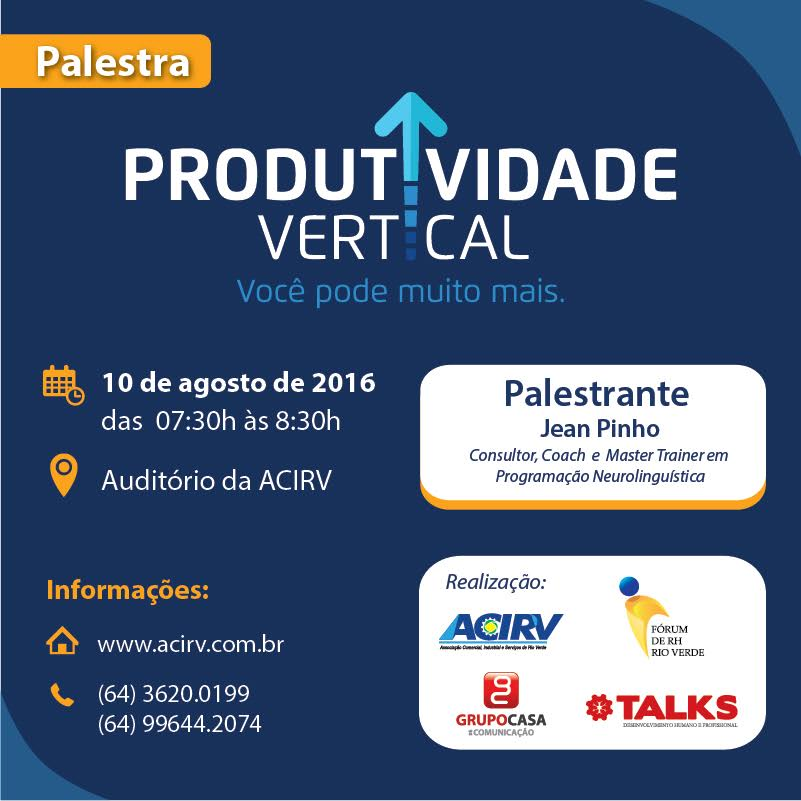 Palestra
PRODUTIVIDADE
VERTICAL
Você pode muito mais.
10 de agosto de 2016
das 07:30h às 8:30h
Auditório da ACIRV
Palestrante
Jean Pinho
Consultor, Coach e Master Trainer em
Programação Neurolinguística
Informações:
www.acirv.com.br
(64) 3620.0199
(64) 99644.2074
Realização:
ACIRV
Associação Comercial, Industrial e Serviços de Rio Verde
FÓRUM
DE RH
RIO VERDE
GRUPOCASA
#COMUNICAÇÃO
TALKS
DESENVOLVIMENTO HUMANO E PROFISSIONAL